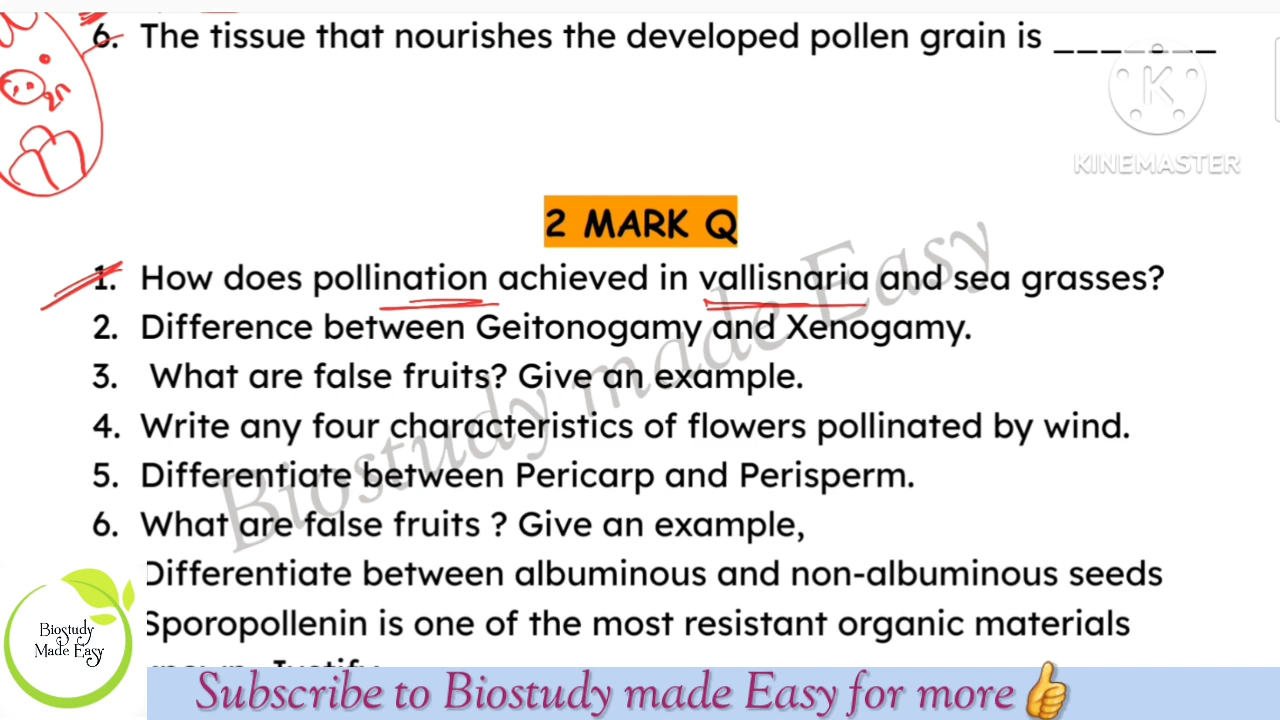 6. The tissue that nourishes the developed pollen grain is _______
KINEMASTER
2 MARK Q
1. How does pollination achieved in vallisnaria and sea grasses?
2. Difference between Geitonogamy and Xenogamy.
3. What are false fruits? Give an example.
4. Write any four characteristics of flowers pollinated by wind.
5. Differentiate between Pericarp and Perisperm.
6. What are false fruits ? Give an example,
Differentiate between albuminous and non-albuminous seeds
Sporopollenin is one of the most resistant organic materials
Justify
Biostudy made Easy
Biostudy
Made Easy
Subscribe to Biostudy made Easy for more